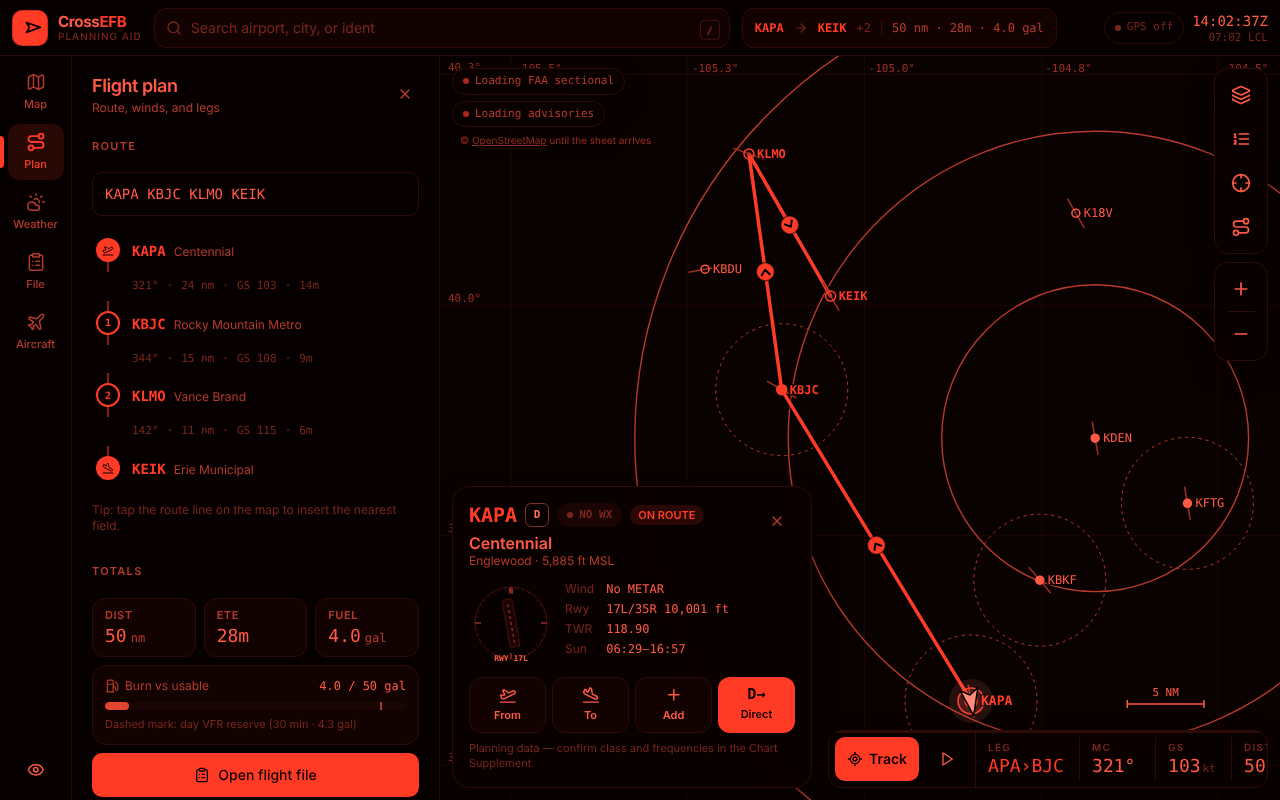 CrossEFB
PLANNING AID
Search airport, city, or ident
/
KAPA → KEIK +2 50 nm · 28m · 4.0 gal
GPS off
14:02:37Z
07:02 LCL
Map
Plan
Weather
File
Aircraft
Flight plan
Route, winds, and legs
ROUTE
KAPA KBJC KLMO KEIK
KAPA Centennial
321° · 24 nm · GS 103 · 14m
1 KBJC Rocky Mountain Metro
344° · 15 nm · GS 108 · 9m
2 KLMO Vance Brand
142° · 11 nm · GS 115 · 6m
KEIK Erie Municipal
Tip: tap the route line on the map to insert the nearest
field.
TOTALS
DIST
50 nm
ETE
28m
FUEL
4.0 gal
Burn vs usable 4.0 / 50 gal
Dashed mark: day VFR reserve (30 min · 4.3 gal)
Open flight file
40.3° -105.5° -105.3° -105.0° -104.8° -104.5°
Loading FAA sectional
Loading advisories
© OpenStreetMap until the sheet arrives
KLMO
K18V
KBDU
KEIK
40.0°
KBJC
KDEN
KFTG
KBKF
KAPA
5 NM
KAPA D NO WX ON ROUTE
Centennial
Englewood · 5,885 ft MSL
N
RWY 17L
Wind No METAR
Rwy 17L/35R 10,001 ft
TWR 118.90
Sun 06:29–16:57
From
To
Add
D→
Direct
Planning data — confirm class and frequencies in the Chart
Supplement.
Track
LEG
APA›BJC
MC
321°
GS
103 kt
DIST
50